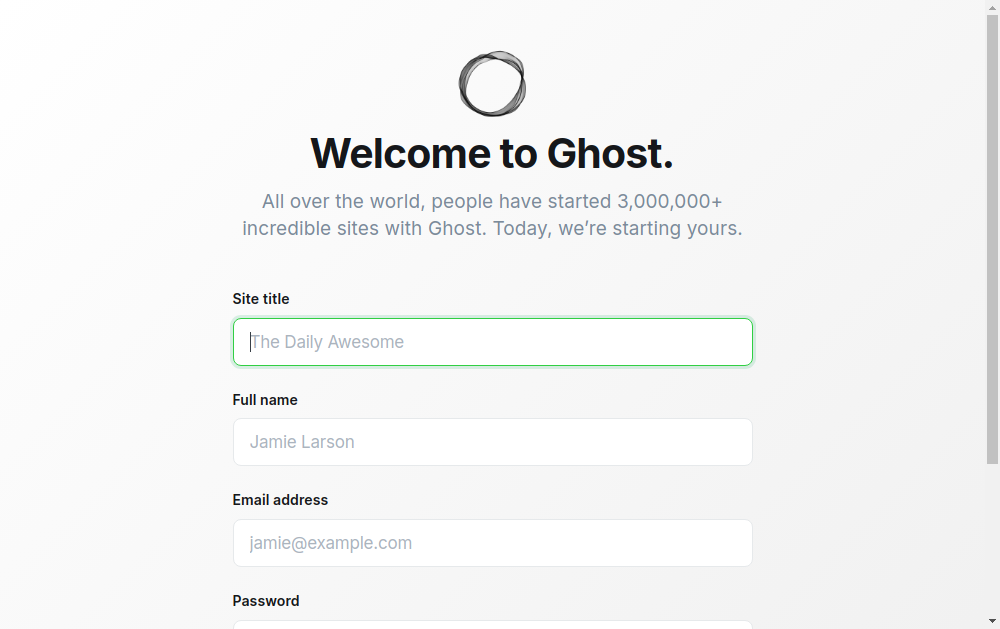 Welcome to Ghost.
All over the world, people have started 3,000,000+
incredible sites with Ghost. Today, we’re starting yours.
Site title
The Daily Awesome
Full name
Jamie Larson
Email address
jamie@example.com
Password